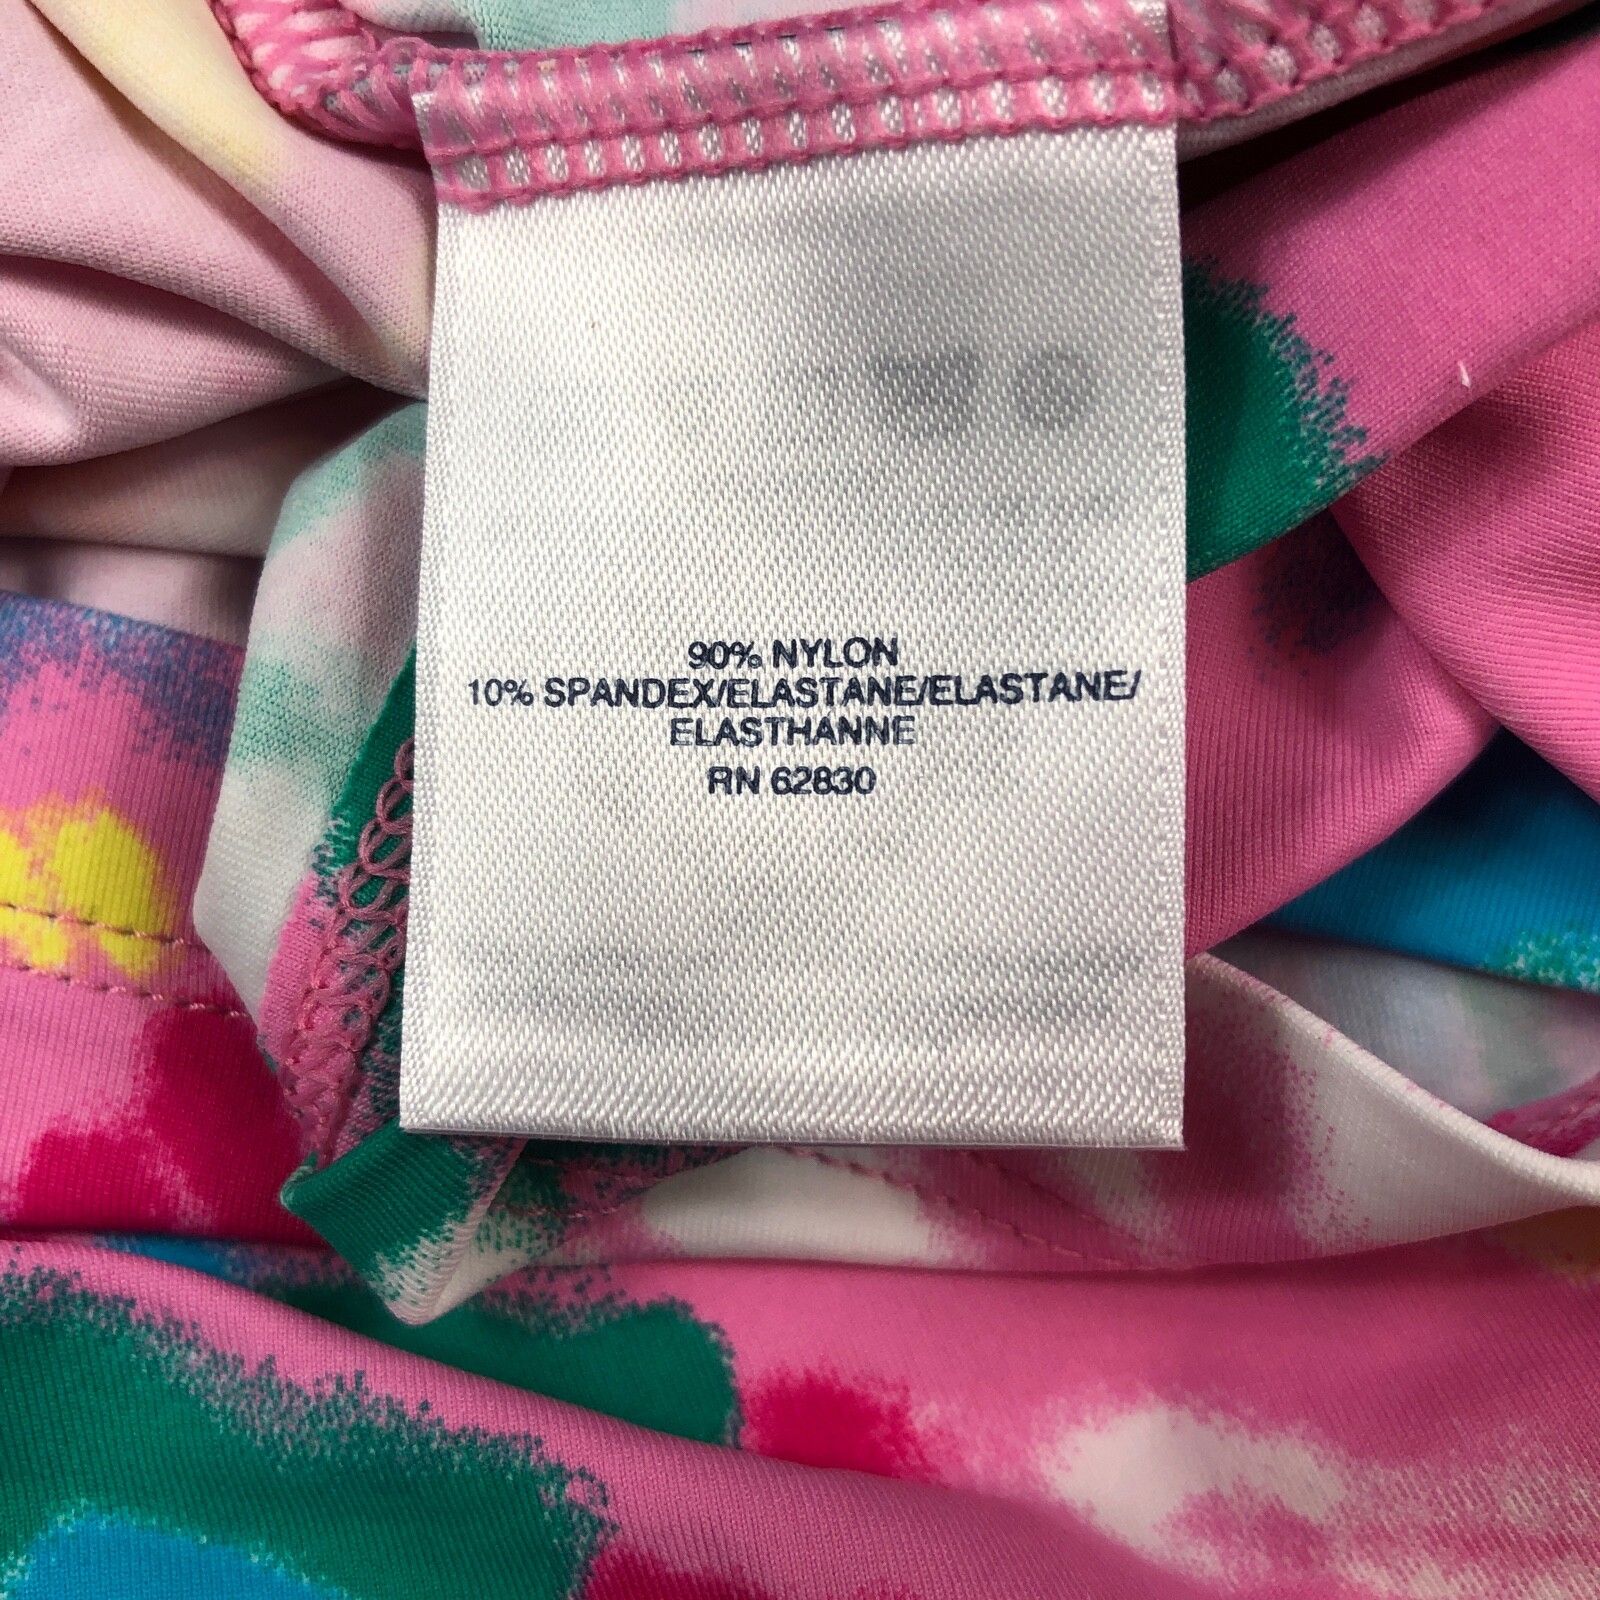 90% NYLON
10% SPANDEX/ELASTANE/ELASTANE/
ELASTHANNE
RN 62830